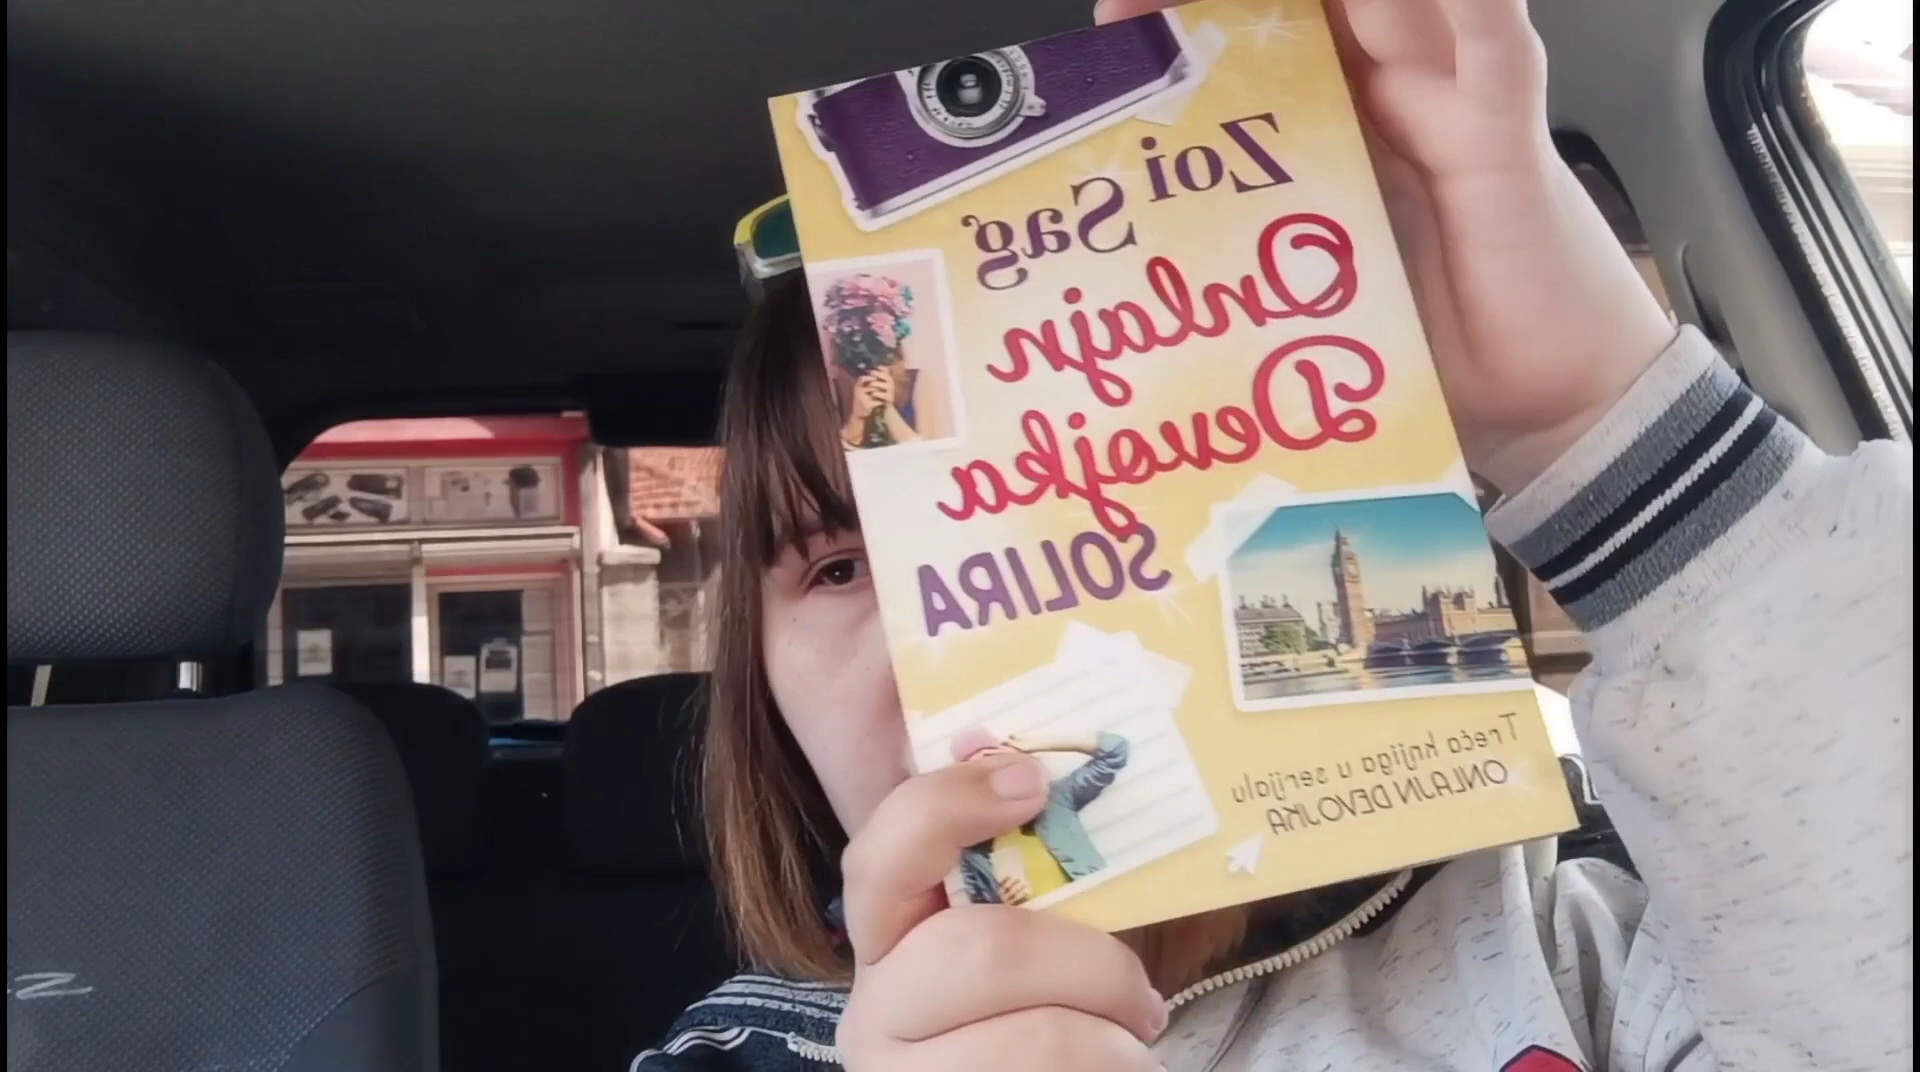 Zoi
Sag
Onlajn
Devojka
SOLIRA
Treća knjiga u serijalu
ONLAJN DEVOJKA